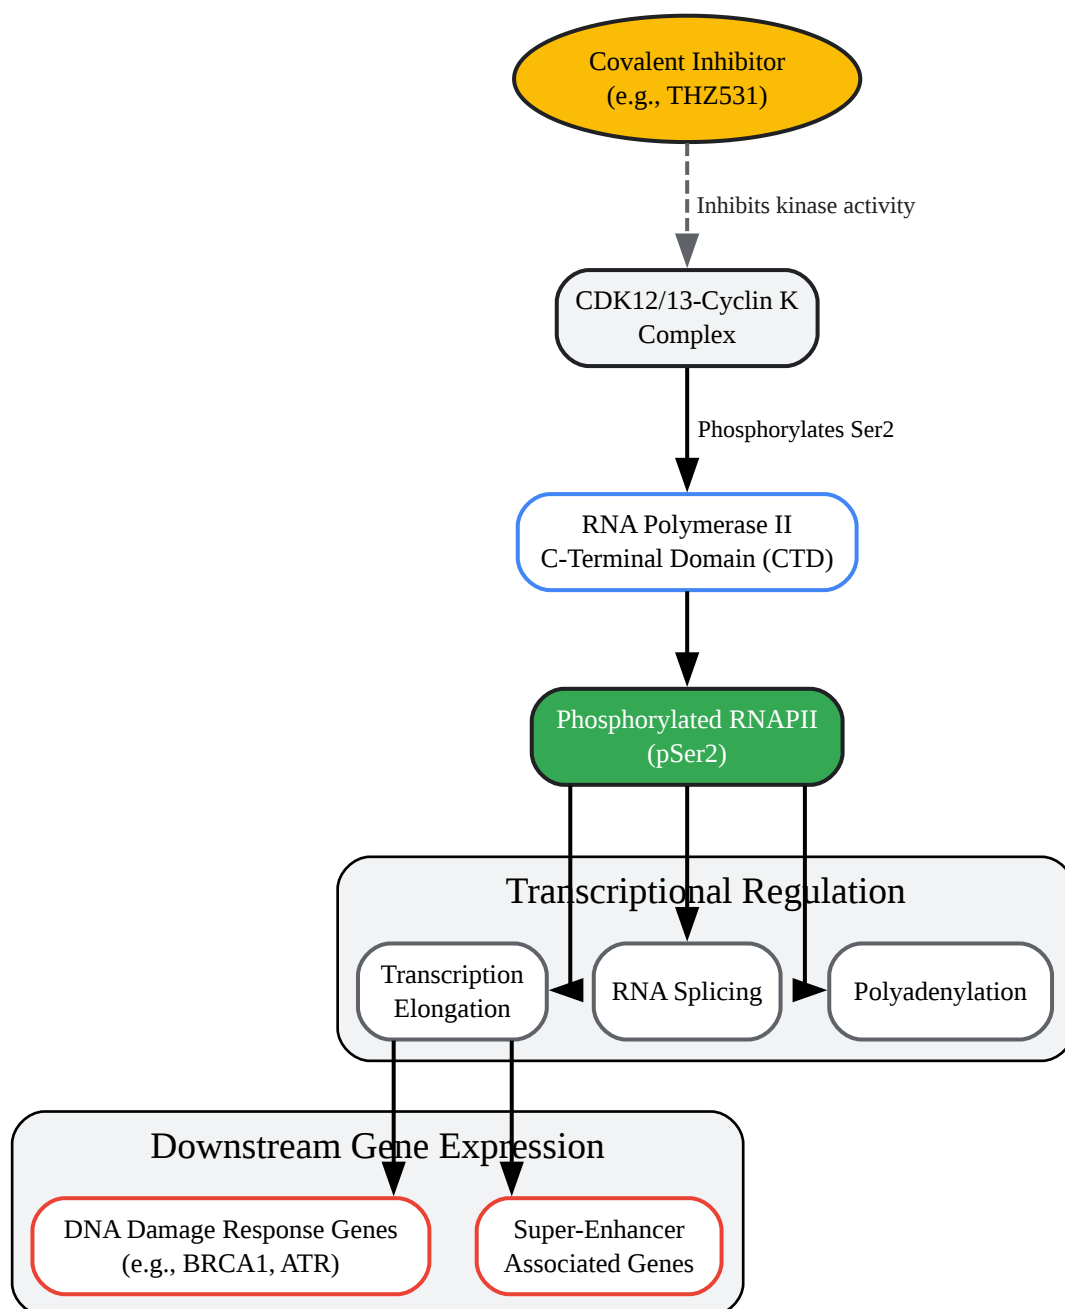 Covalent Inhibitor
(e.g., THZ531)
Inhibits kinase activity
CDK12/13-Cyclin K
Complex
Phosphorylates Ser2
RNA Polymerase II
C-Terminal Domain (CTD)
Phosphorylated RNAPII
(pSer2)
Transcriptional Regulation
Transcription
Elongation
RNA Splicing
Polyadenylation
Downstream Gene Expression
DNA Damage Response Genes
(e.g., BRCA1, ATR)
Super-Enhancer
Associated Genes